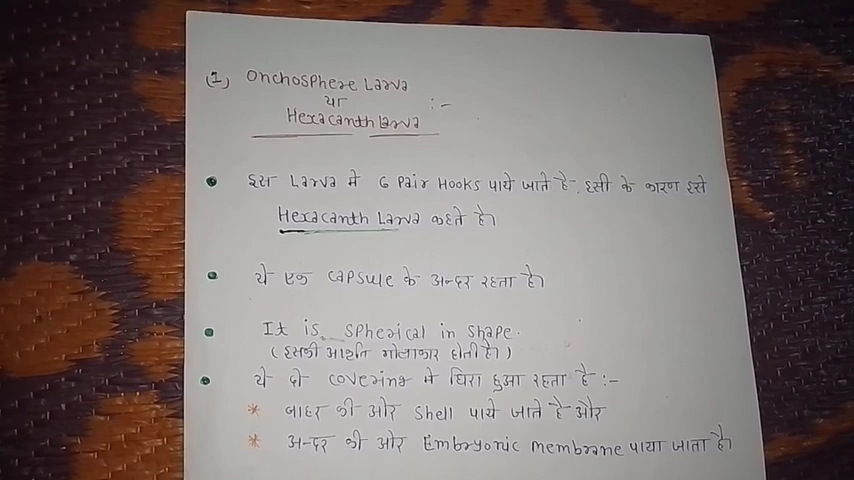 (1) Onchosphere Larva
या :-
Hexacanth Larva
इस Larva मे 6 Pair Hooks पाये जाते है, इसी के कारण इसे
Hexacanth Larva कहते है।
ये एक capsule के अन्दर रहता है।
It is spherical in shape.
(इसकी आकृति गोलाकार होती है।)
ये दो covering मे घिरा हुआ रहता है :-
* बाहर की ओर shell पाये जाते है और
* अन्दर की ओर Embryonic membrane पाया जाता है।